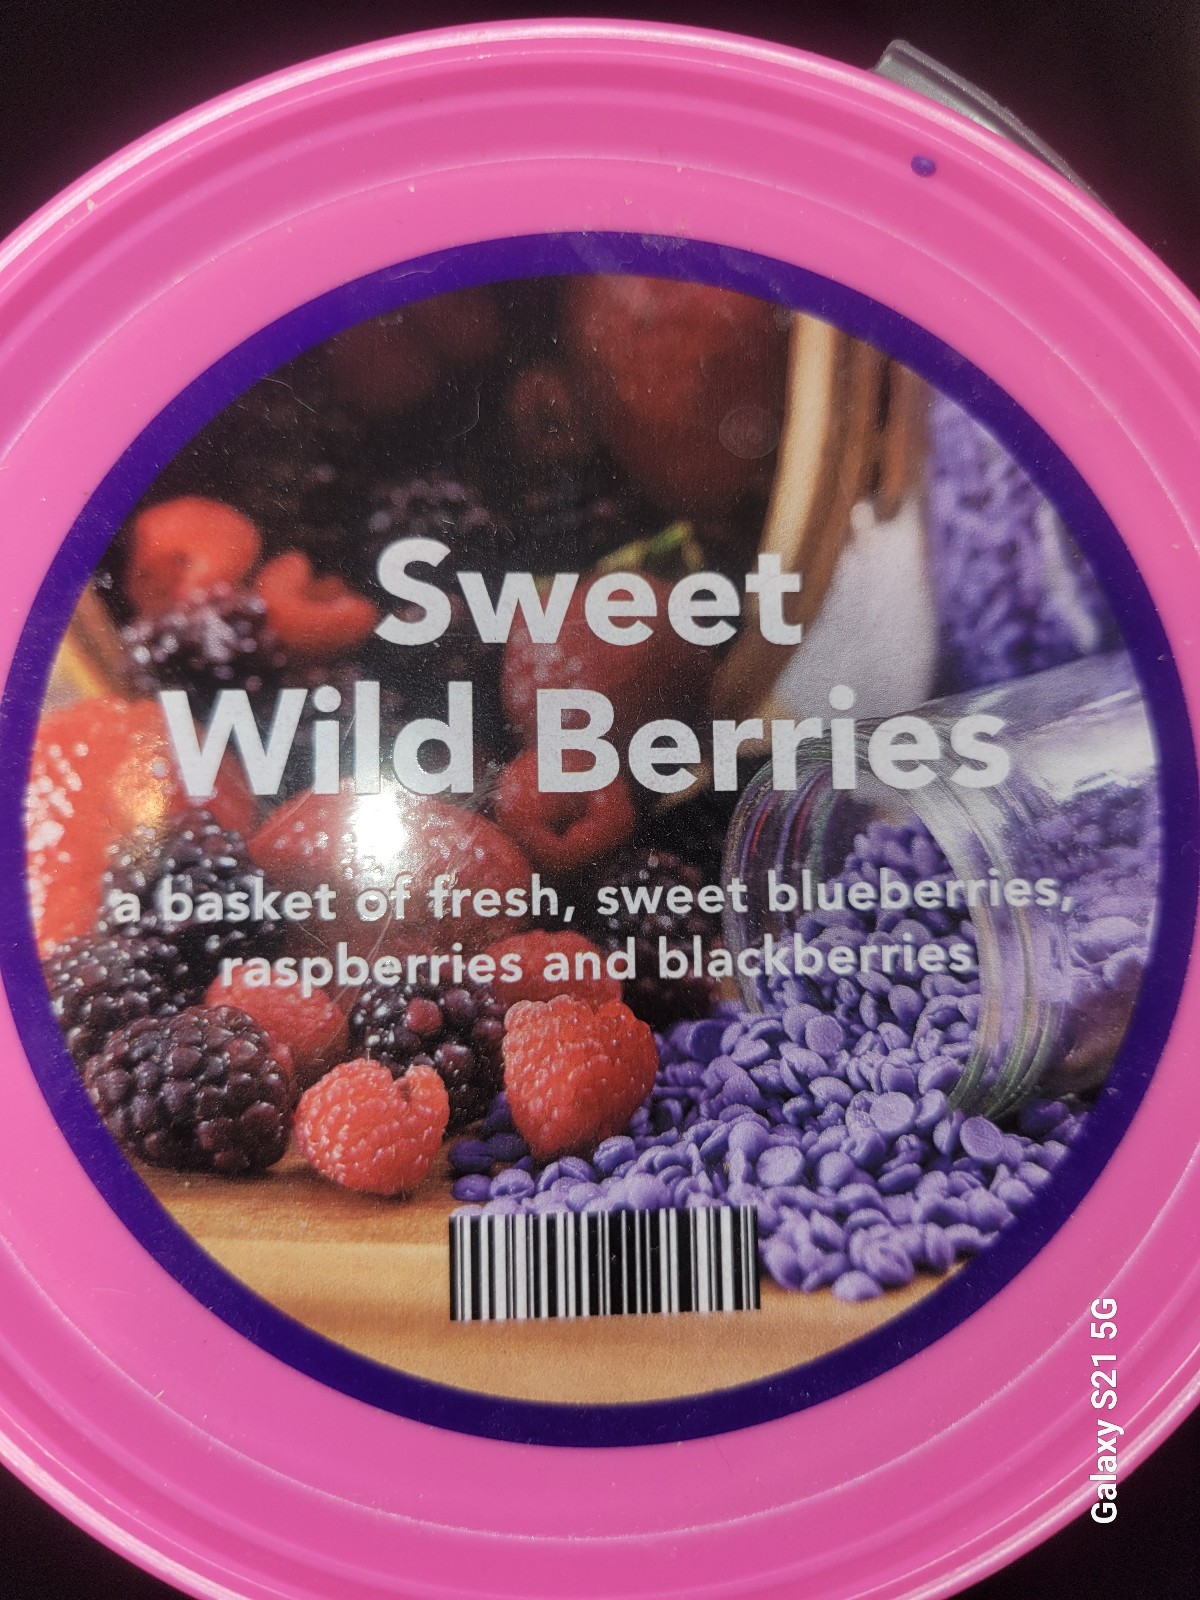 Sweet
Wild Berries
a basket of fresh, sweet blueberries,
raspberries and blackberries
Galaxy S21 5G